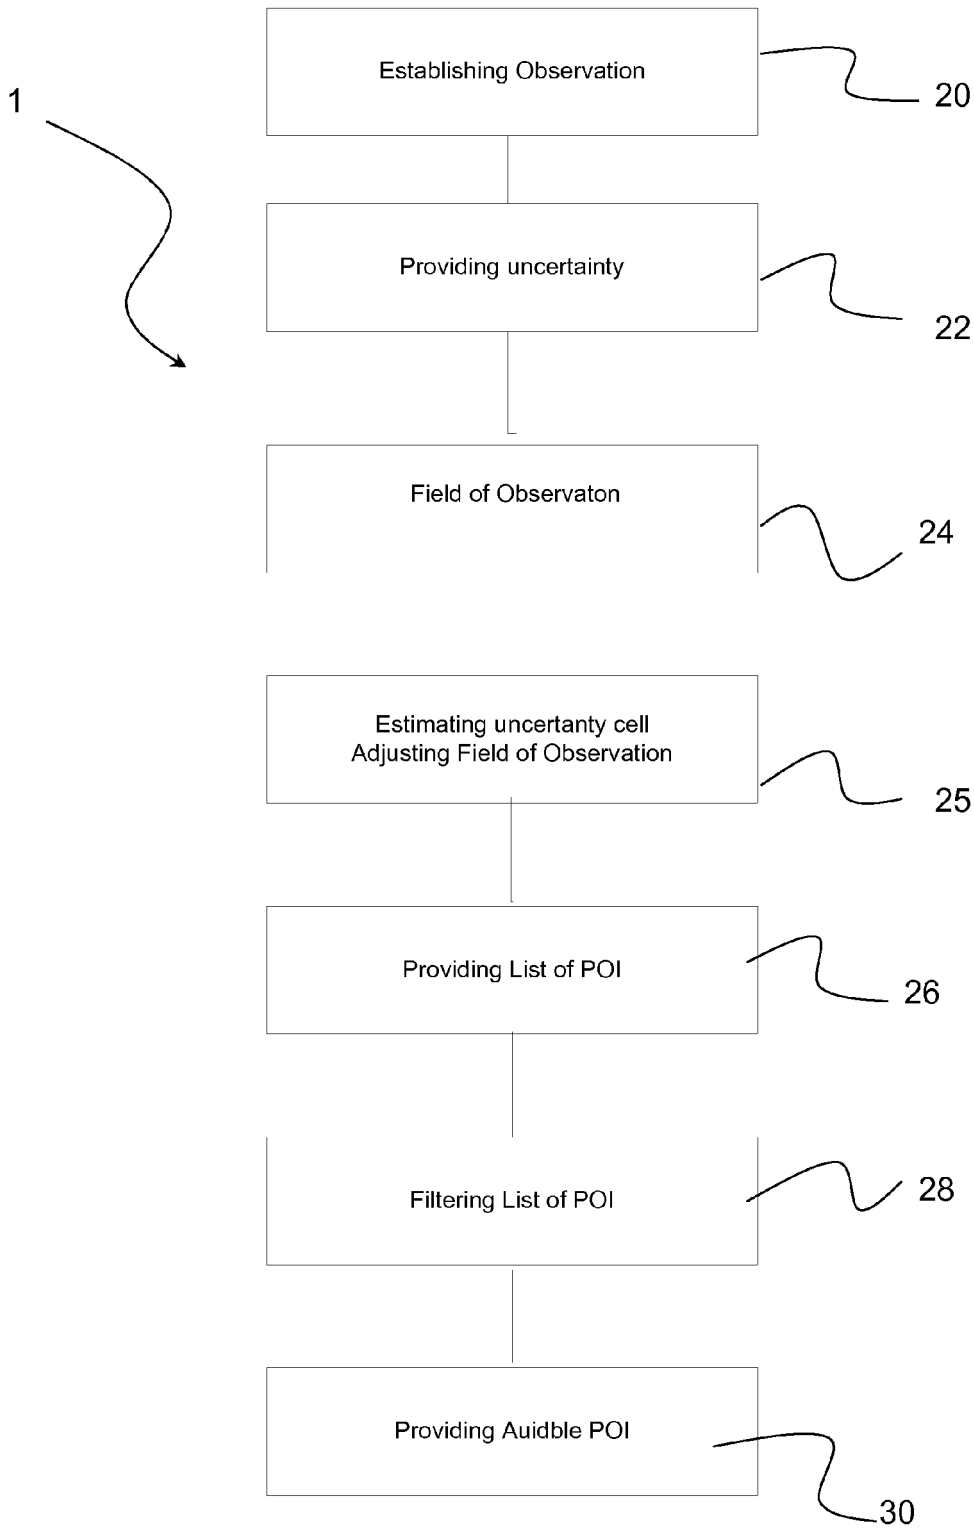 Establishing Observation
20
1
Providing uncertainty
22
Field of Observaton
24
Estimating uncertanty cell
Adjusting Field of Observation
25
Providing List of POI
26
Filtering List of POI
28
Providing Auidble POI
30